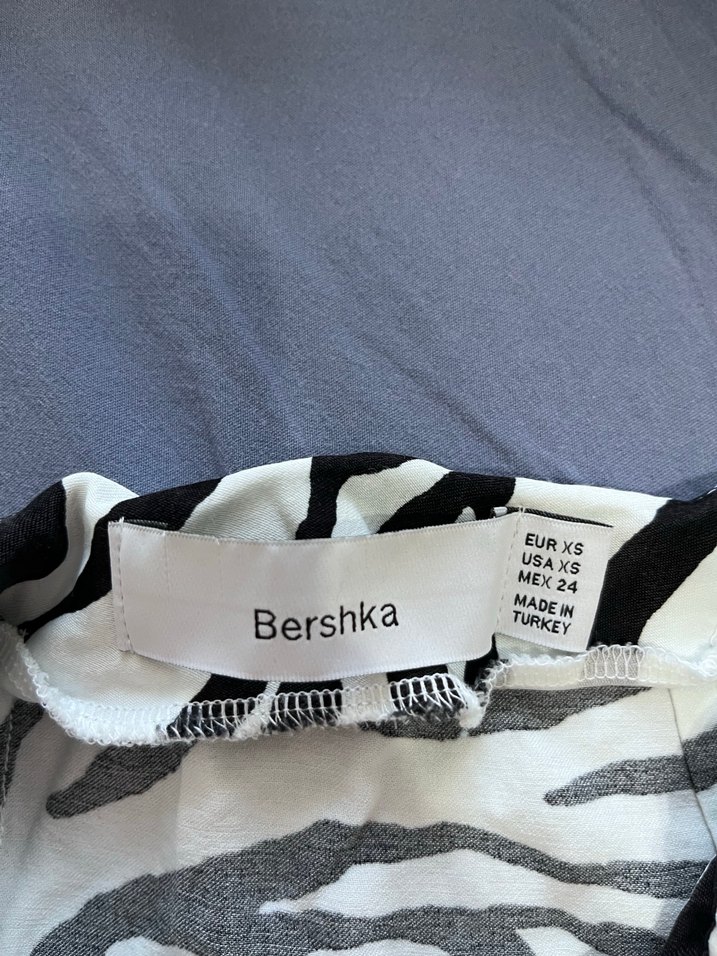 Bershka
EUR XS
USA XS
MEX 24
MADE IN
TURKEY